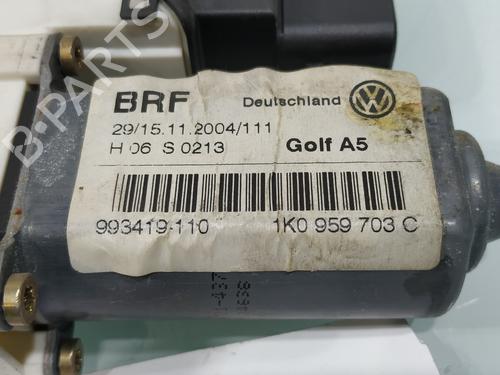 BRF Deutschland
29/15.11.2004/111
H 06 S 0213 Golf A5
993419-110 1K0 959 703 C
B-PARTS